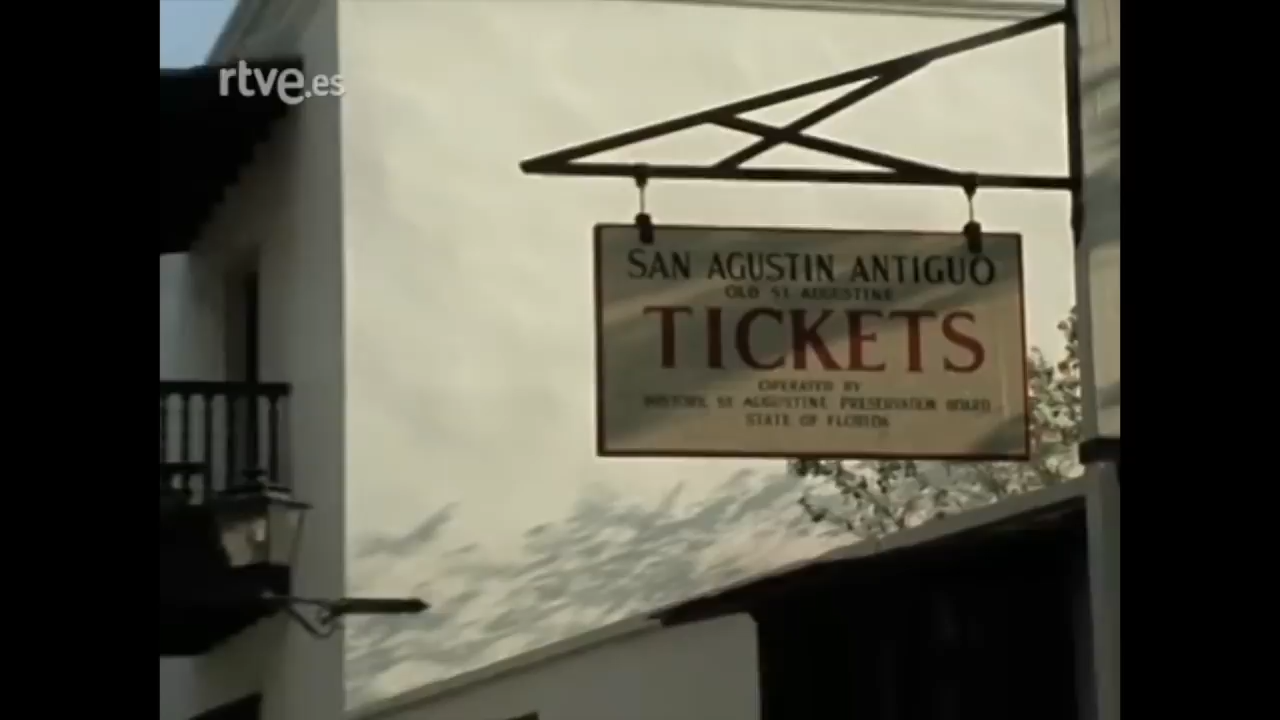 rtve.es
SAN AGUSTIN ANTIGUO
OLD ST. AUGUSTINE
TICKETS
OPERATED BY
HISTORIC ST. AUGUSTINE PRESERVATION BOARD
STATE OF FLORIDA